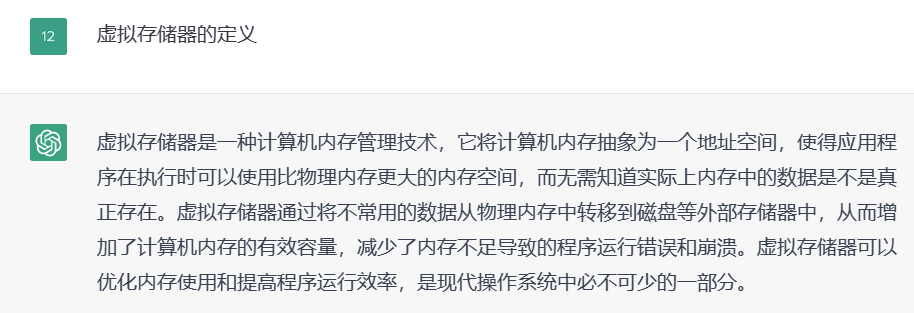 12
虚拟存储器的定义
虚拟存储器是一种计算机内存管理技术，它将计算机内存抽象为一个地址空间，使得应用程
序在执行时可以使用比物理内存更大的内存空间，而无需知道实际上内存中的数据是不是真
正存在。虚拟存储器通过将不常用的数据从物理内存中转移到磁盘等外部存储器中，从而增
加了计算机内存的有效容量，减少了内存不足导致的程序运行错误和崩溃。虚拟存储器可以
优化内存使用和提高程序运行效率，是现代操作系统中必不可少的一部分。